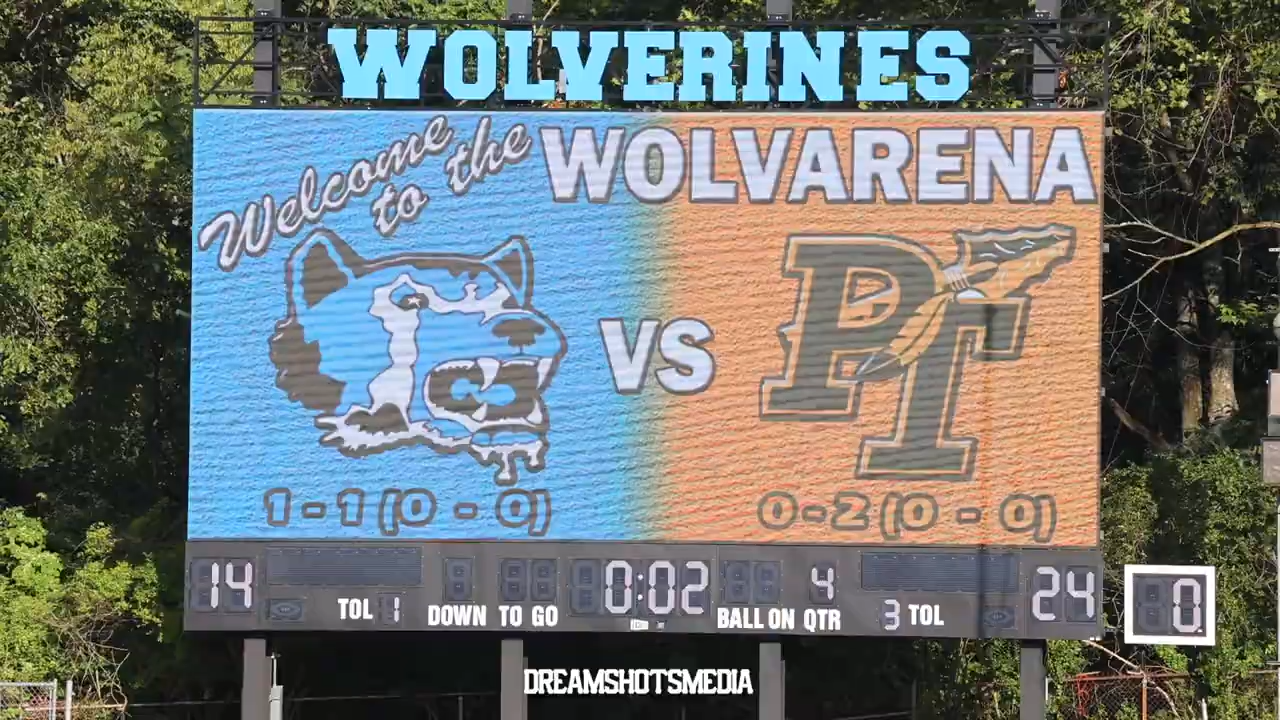 WOLVERINES
Welcome to the WOLVARENA
VS
PT
1-1 (0 - 0)
0-2 (0 - 0)
14
TOL 1
DOWN TO GO
0:02
BALL ON QTR 4
3 TOL
24
0
DREAMSHOTSMEDIA